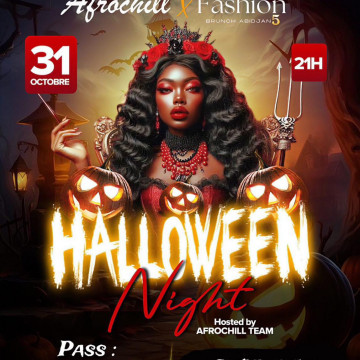 Afrochill X Fashion
BRUNCH ABIDJAN 5
31
OCTOBRE
21H
HALLOWEEN
Night
Hosted by
AFROCHILL TEAM
PASS :